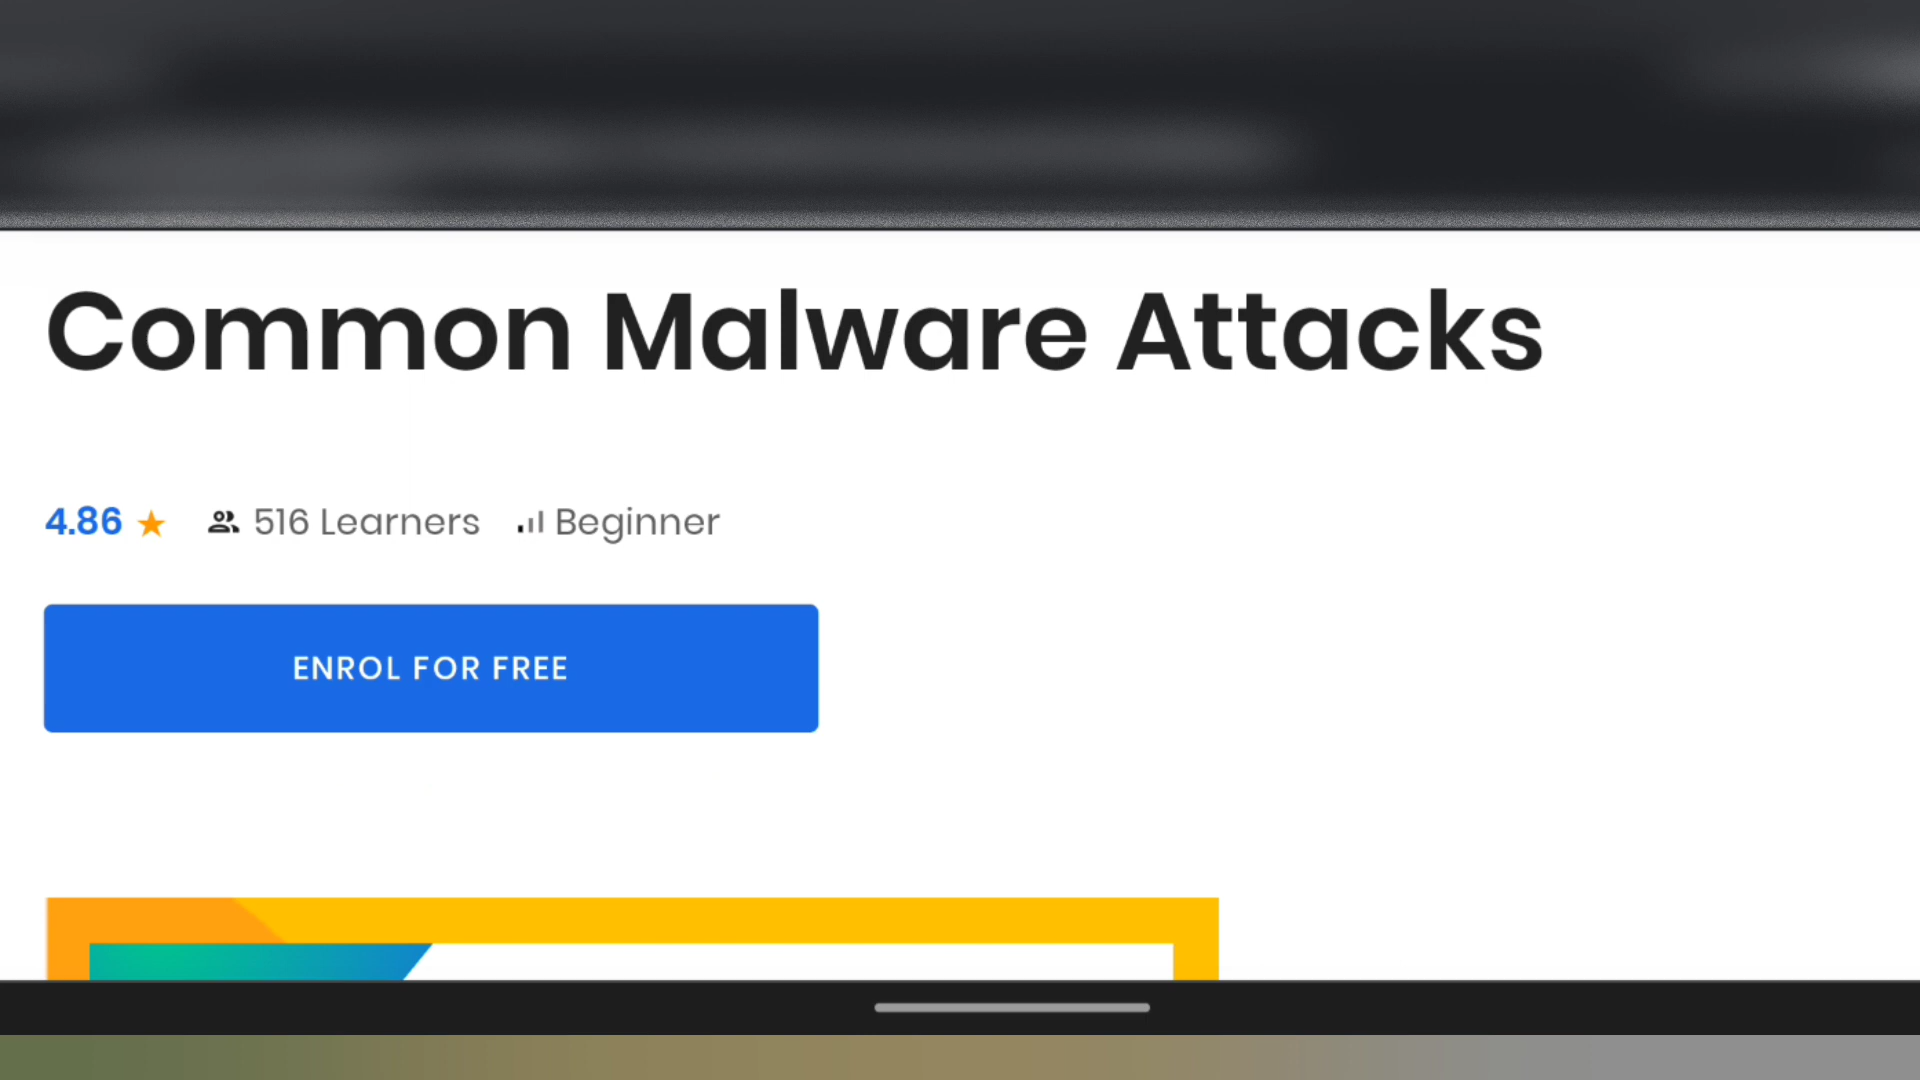 Common Malware Attacks
4.86 ★ 516 Learners Beginner
ENROL FOR FREE